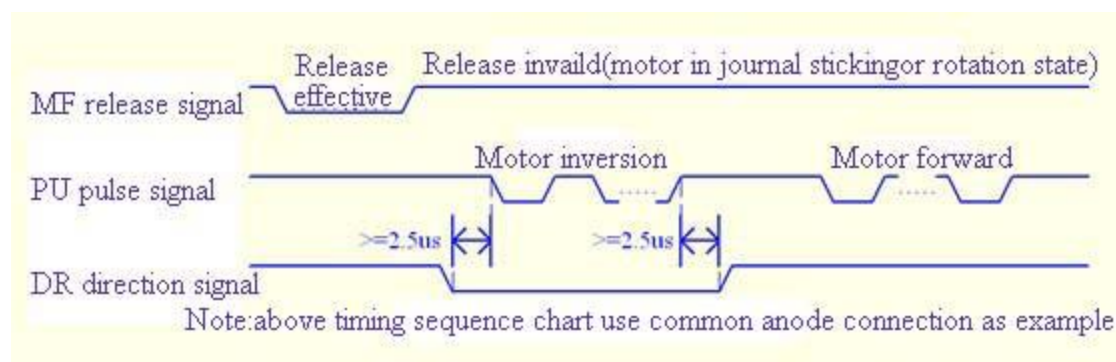 Release
effective
Release invaild(motor in journal stickingor rotation state)
MF release signal
Motor inversion
Motor forward
.....
.....
PU pulse signal
>=2.5us
>=2.5us
DR direction signal
Note:above timing sequence chart use common anode connection as example